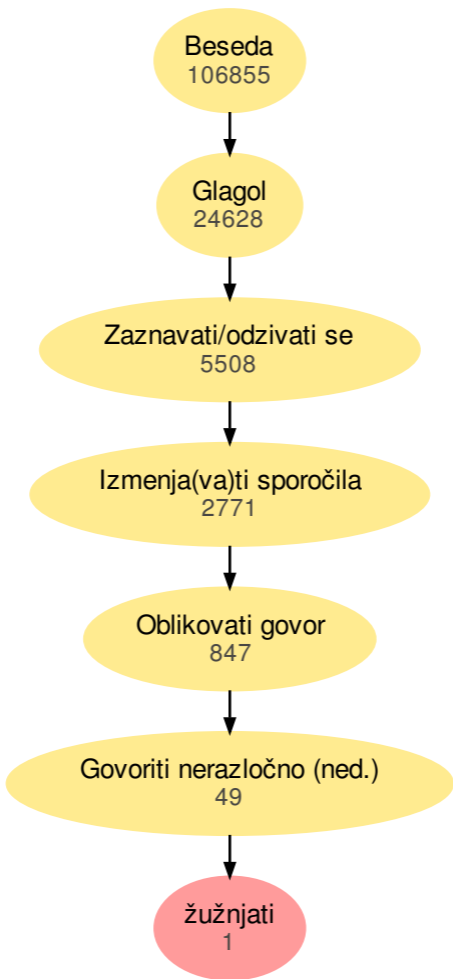 Beseda
106855
Glagol
24628
Zaznavati/odzivati se
5508
Izmenja(va)ti sporočila
2771
Oblikovati govor
847
Govoriti nerazločno (ned.)
49
žužnjati
1